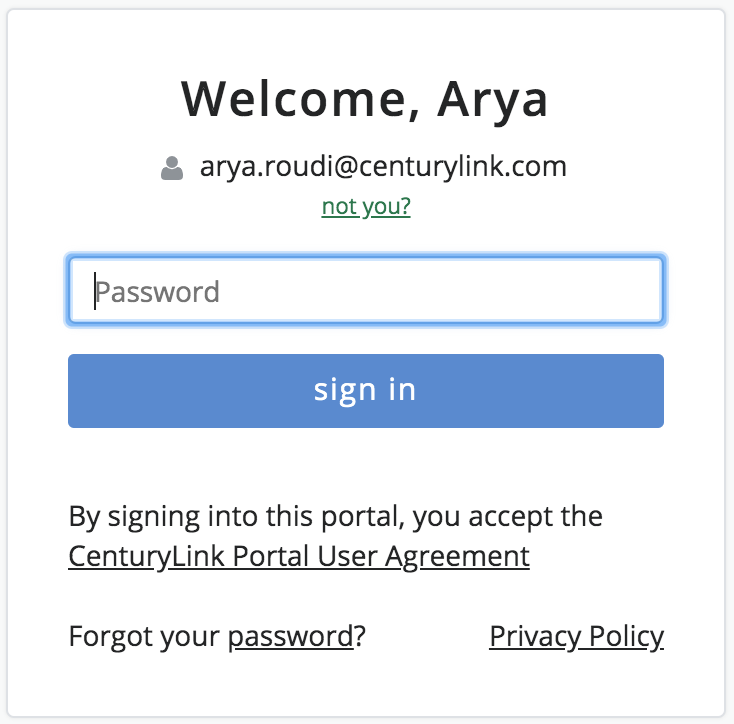 Welcome, Arya
arya.roudi@centurylink.com
not you?
Password
sign in
By signing into this portal, you accept the
CenturyLink Portal User Agreement
Forgot your password? Privacy Policy